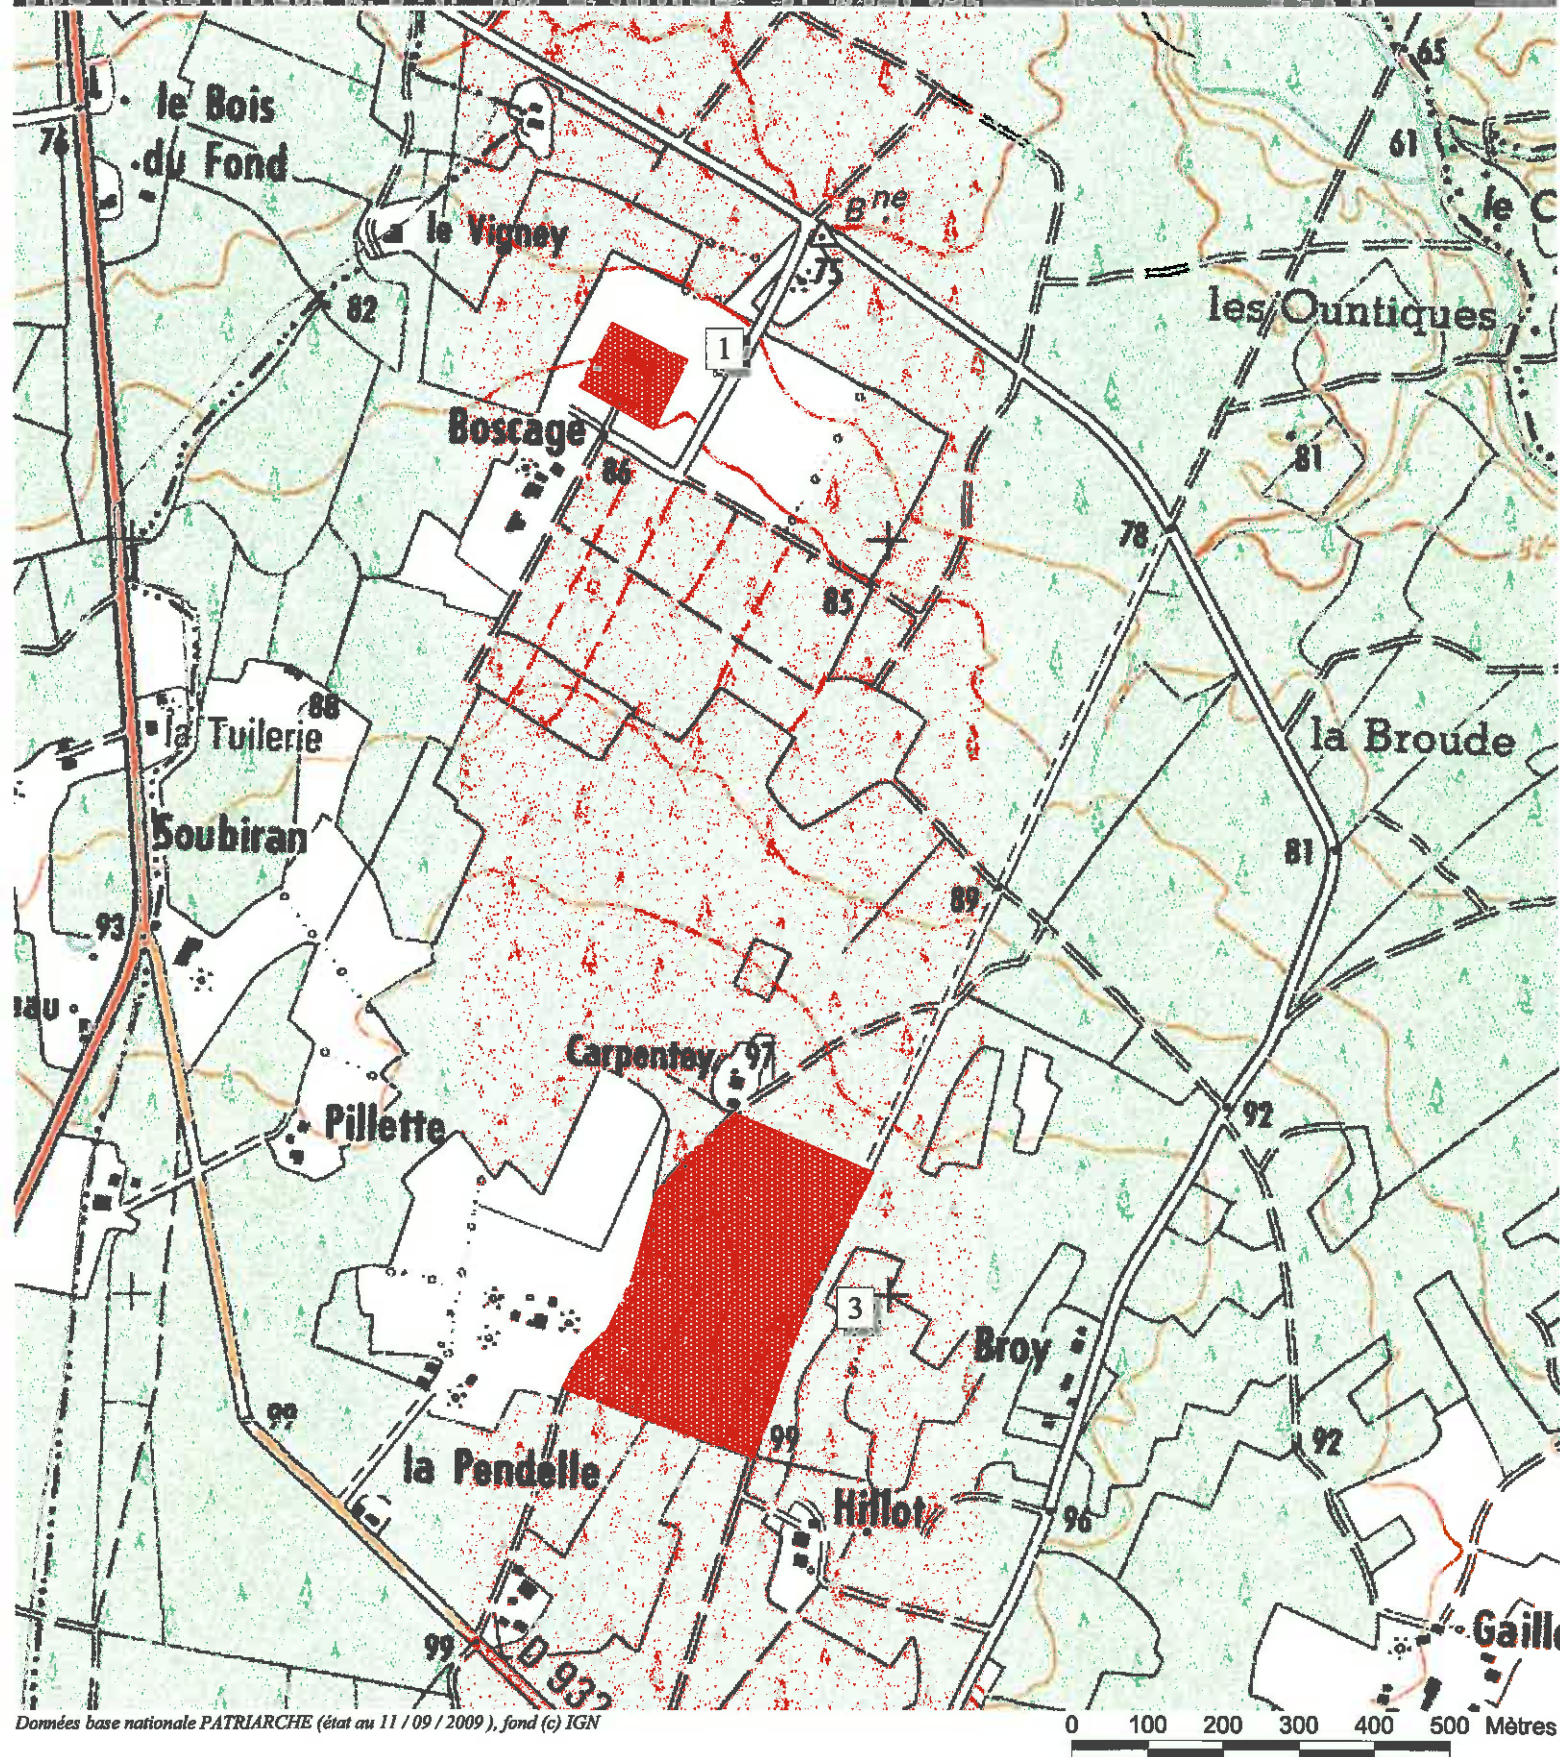 65
le Bois
du Fond
76
61
B^ne
le C
le Vigney
75
82
les Ountiques
1
Boscage
86
81
78
85
88
la Tuilerie
la Broude
Soubiran
81
89
93
au
Carpentey
97
92
Pillette
3
Broy
99
99
92
la Pendelle
Hillot
96
Gaill
99
D 932
Données base nationale PATRIARCHE (état au 11 / 09 / 2009 ), fond (c) IGN
0 100 200 300 400 500 Mètres